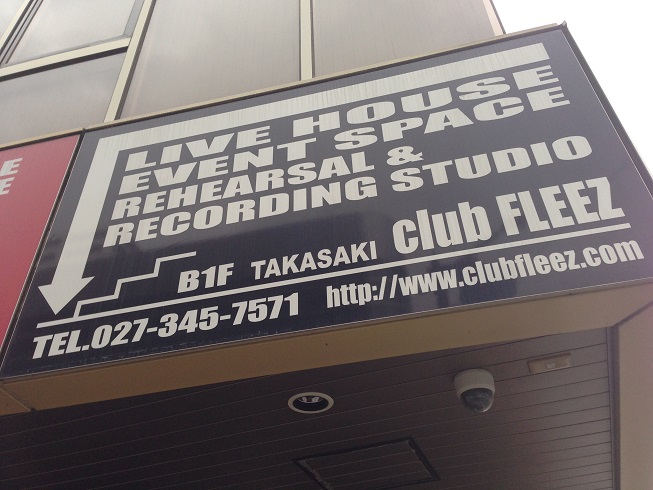 LIVE HOUSE
EVENT SPACE
REHEARSAL &
RECORDING STUDIO
B1F TAKASAKI club FLEEZ
TEL.027-345-7571 http://www.clubfleez.com